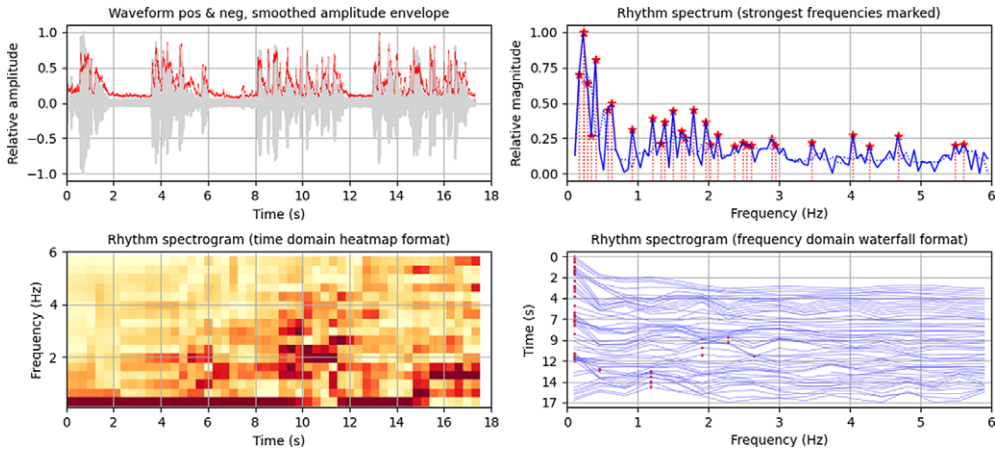 Waveform pos & neg, smoothed amplitude envelope
Relative amplitude
1.0
0.5
0.0
−0.5
−1.0
0 2 4 6 8 10 12 14 16 18
Time (s)
Rhythm spectrum (strongest frequencies marked)
Relative magnitude
1.00
0.75
0.50
0.25
0.00
0 1 2 3 4 5 6
Frequency (Hz)
Rhythm spectrogram (time domain heatmap format)
Frequency (Hz)
6
4
2
0 2 4 6 8 10 12 14 16 18
Time (s)
Rhythm spectrogram (frequency domain waterfall format)
Time (s)
0
2
4
7
9
12
14
17
0 1 2 3 4 5 6
Frequency (Hz)